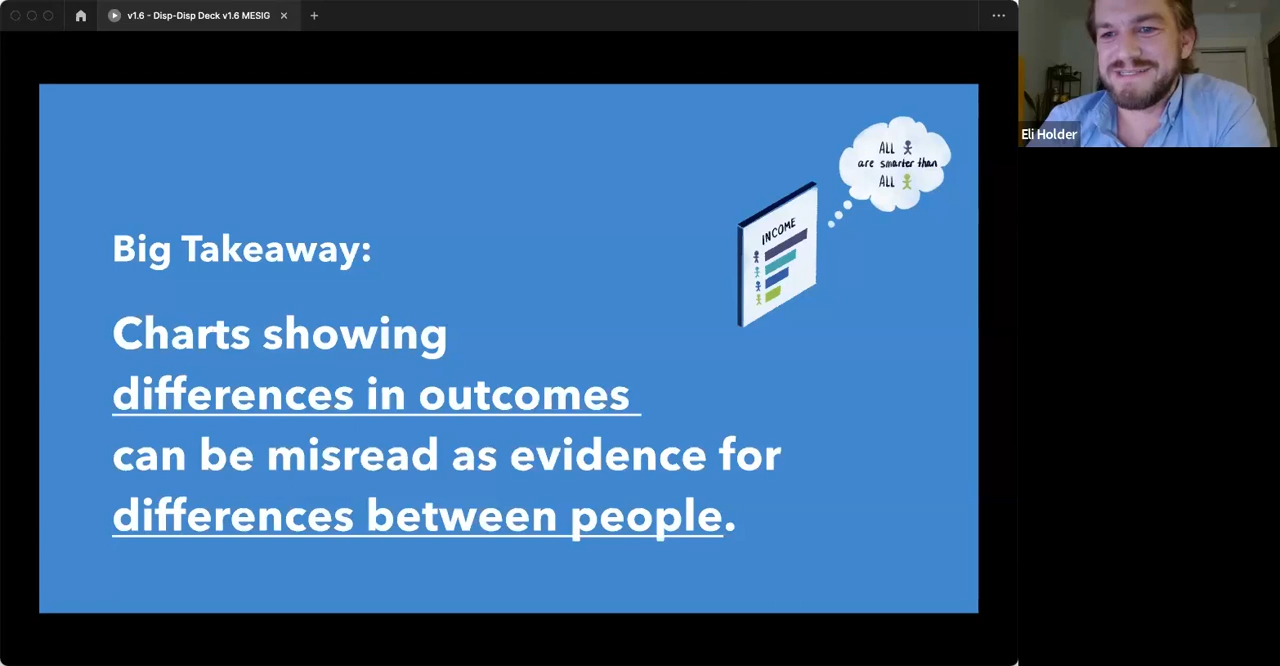 v1.6 - Disp-Disp Deck v1.6 MESIG
Eli Holder
ALL
are smarter than
ALL
INCOME
Big Takeaway:
Charts showing
differences in outcomes
can be misread as evidence for
differences between people.